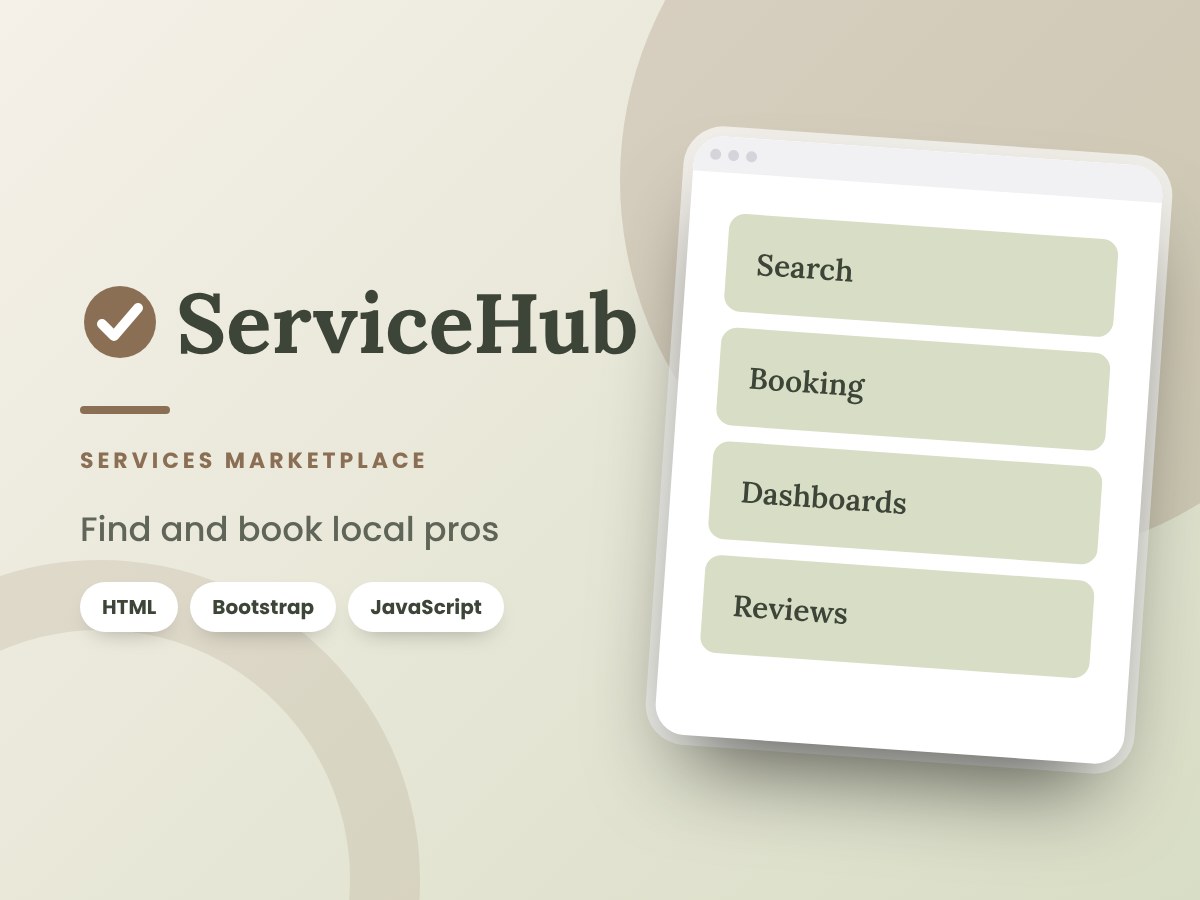 ServiceHub
SERVICES MARKETPLACE
Find and book local pros
HTML
Bootstrap
JavaScript
Search
Booking
Dashboards
Reviews